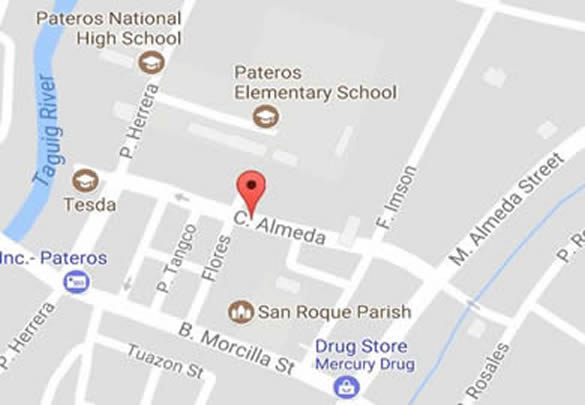 Pateros National
High School
Pateros
Elementary School
Taguig River
P. Herrera
Tesda
C. Almeda
F. Imson
M. Almeda Street
P. Tangco
Flores
Inc.- Pateros
P. Herrera
San Roque Parish
B. Morcilla St
Drug Store
Mercury Drug
Tuazon St
Rosales